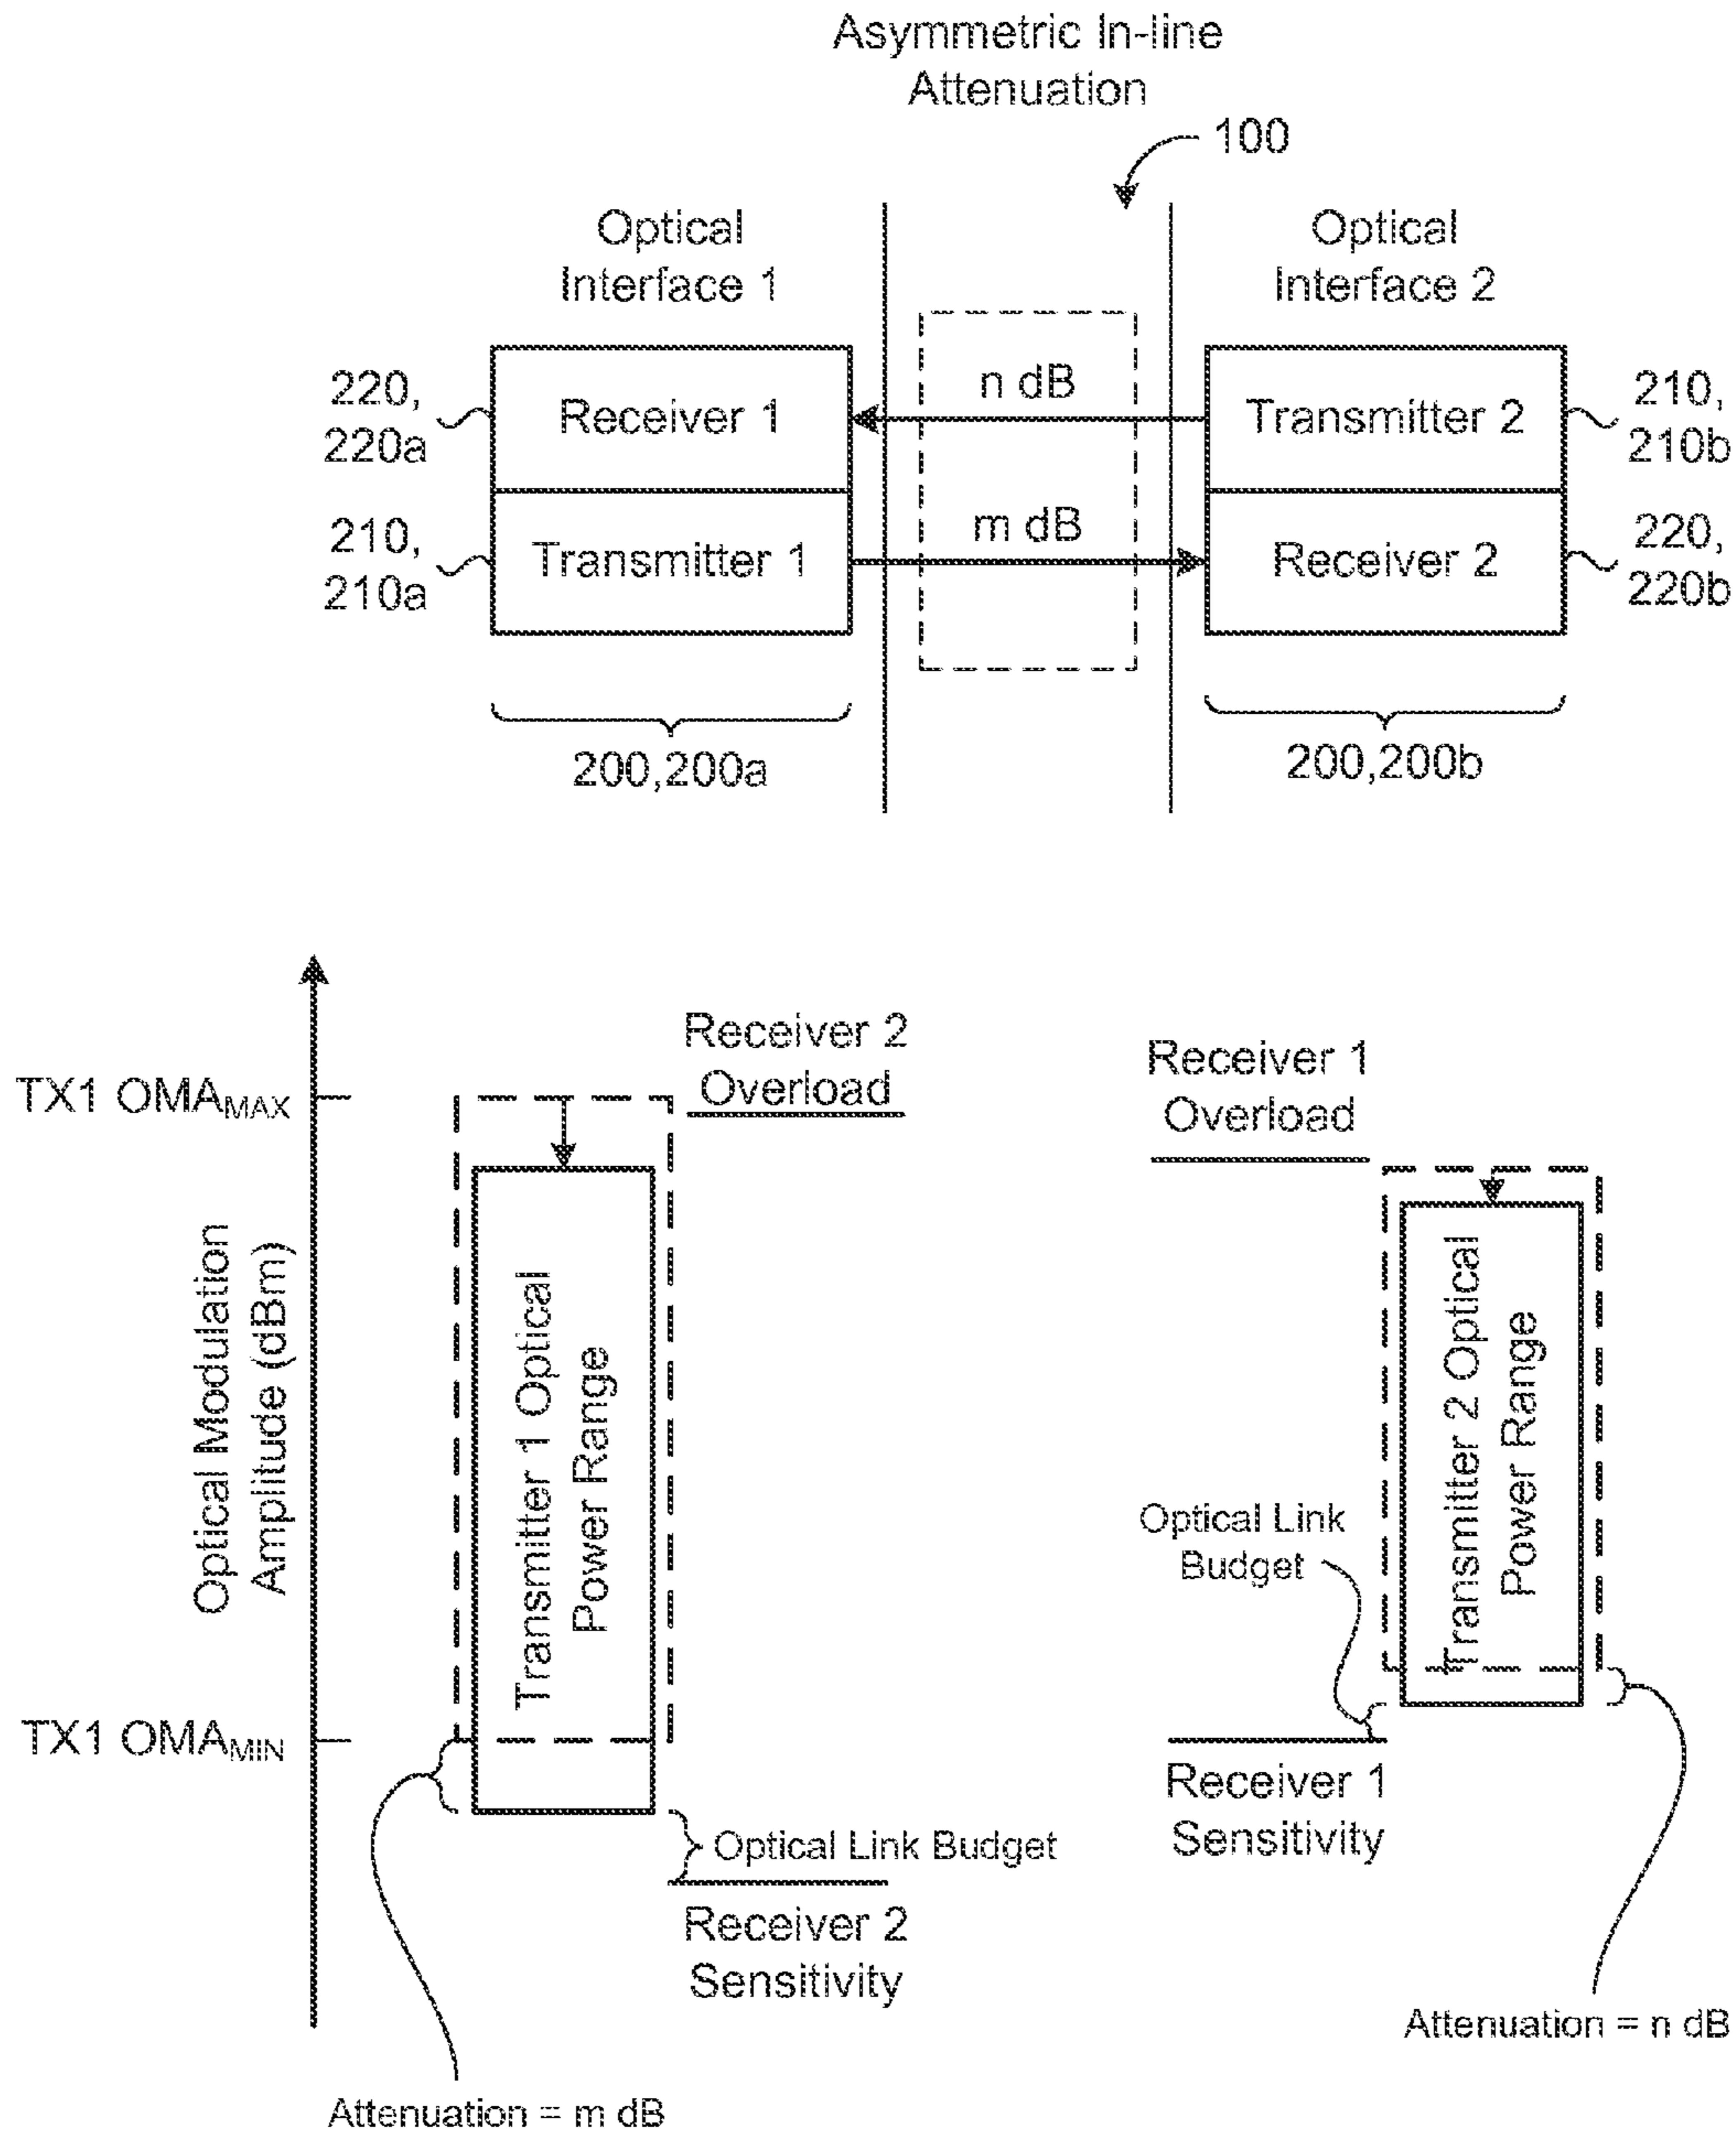 Asymmetric In-line
Attenuation
100
Optical
Interface 1
Optical
Interface 2
220,
220a
Receiver 1
n dB
Transmitter 2
210,
210b
210,
210a
Transmitter 1
m dB
Receiver 2
220,
220b
200,200a
200,200b
Receiver 2
Overload
Receiver 1
Overload
TX1 OMAMAX
Optical Modulation
Amplitude (dBm)
Transmitter 1 Optical
Power Range
Transmitter 2 Optical
Power Range
Optical Link
Budget
TX1 OMAMIN
Receiver 1
Sensitivity
Optical Link Budget
Receiver 2
Sensitivity
Attenuation = n dB
Attenuation = m dB